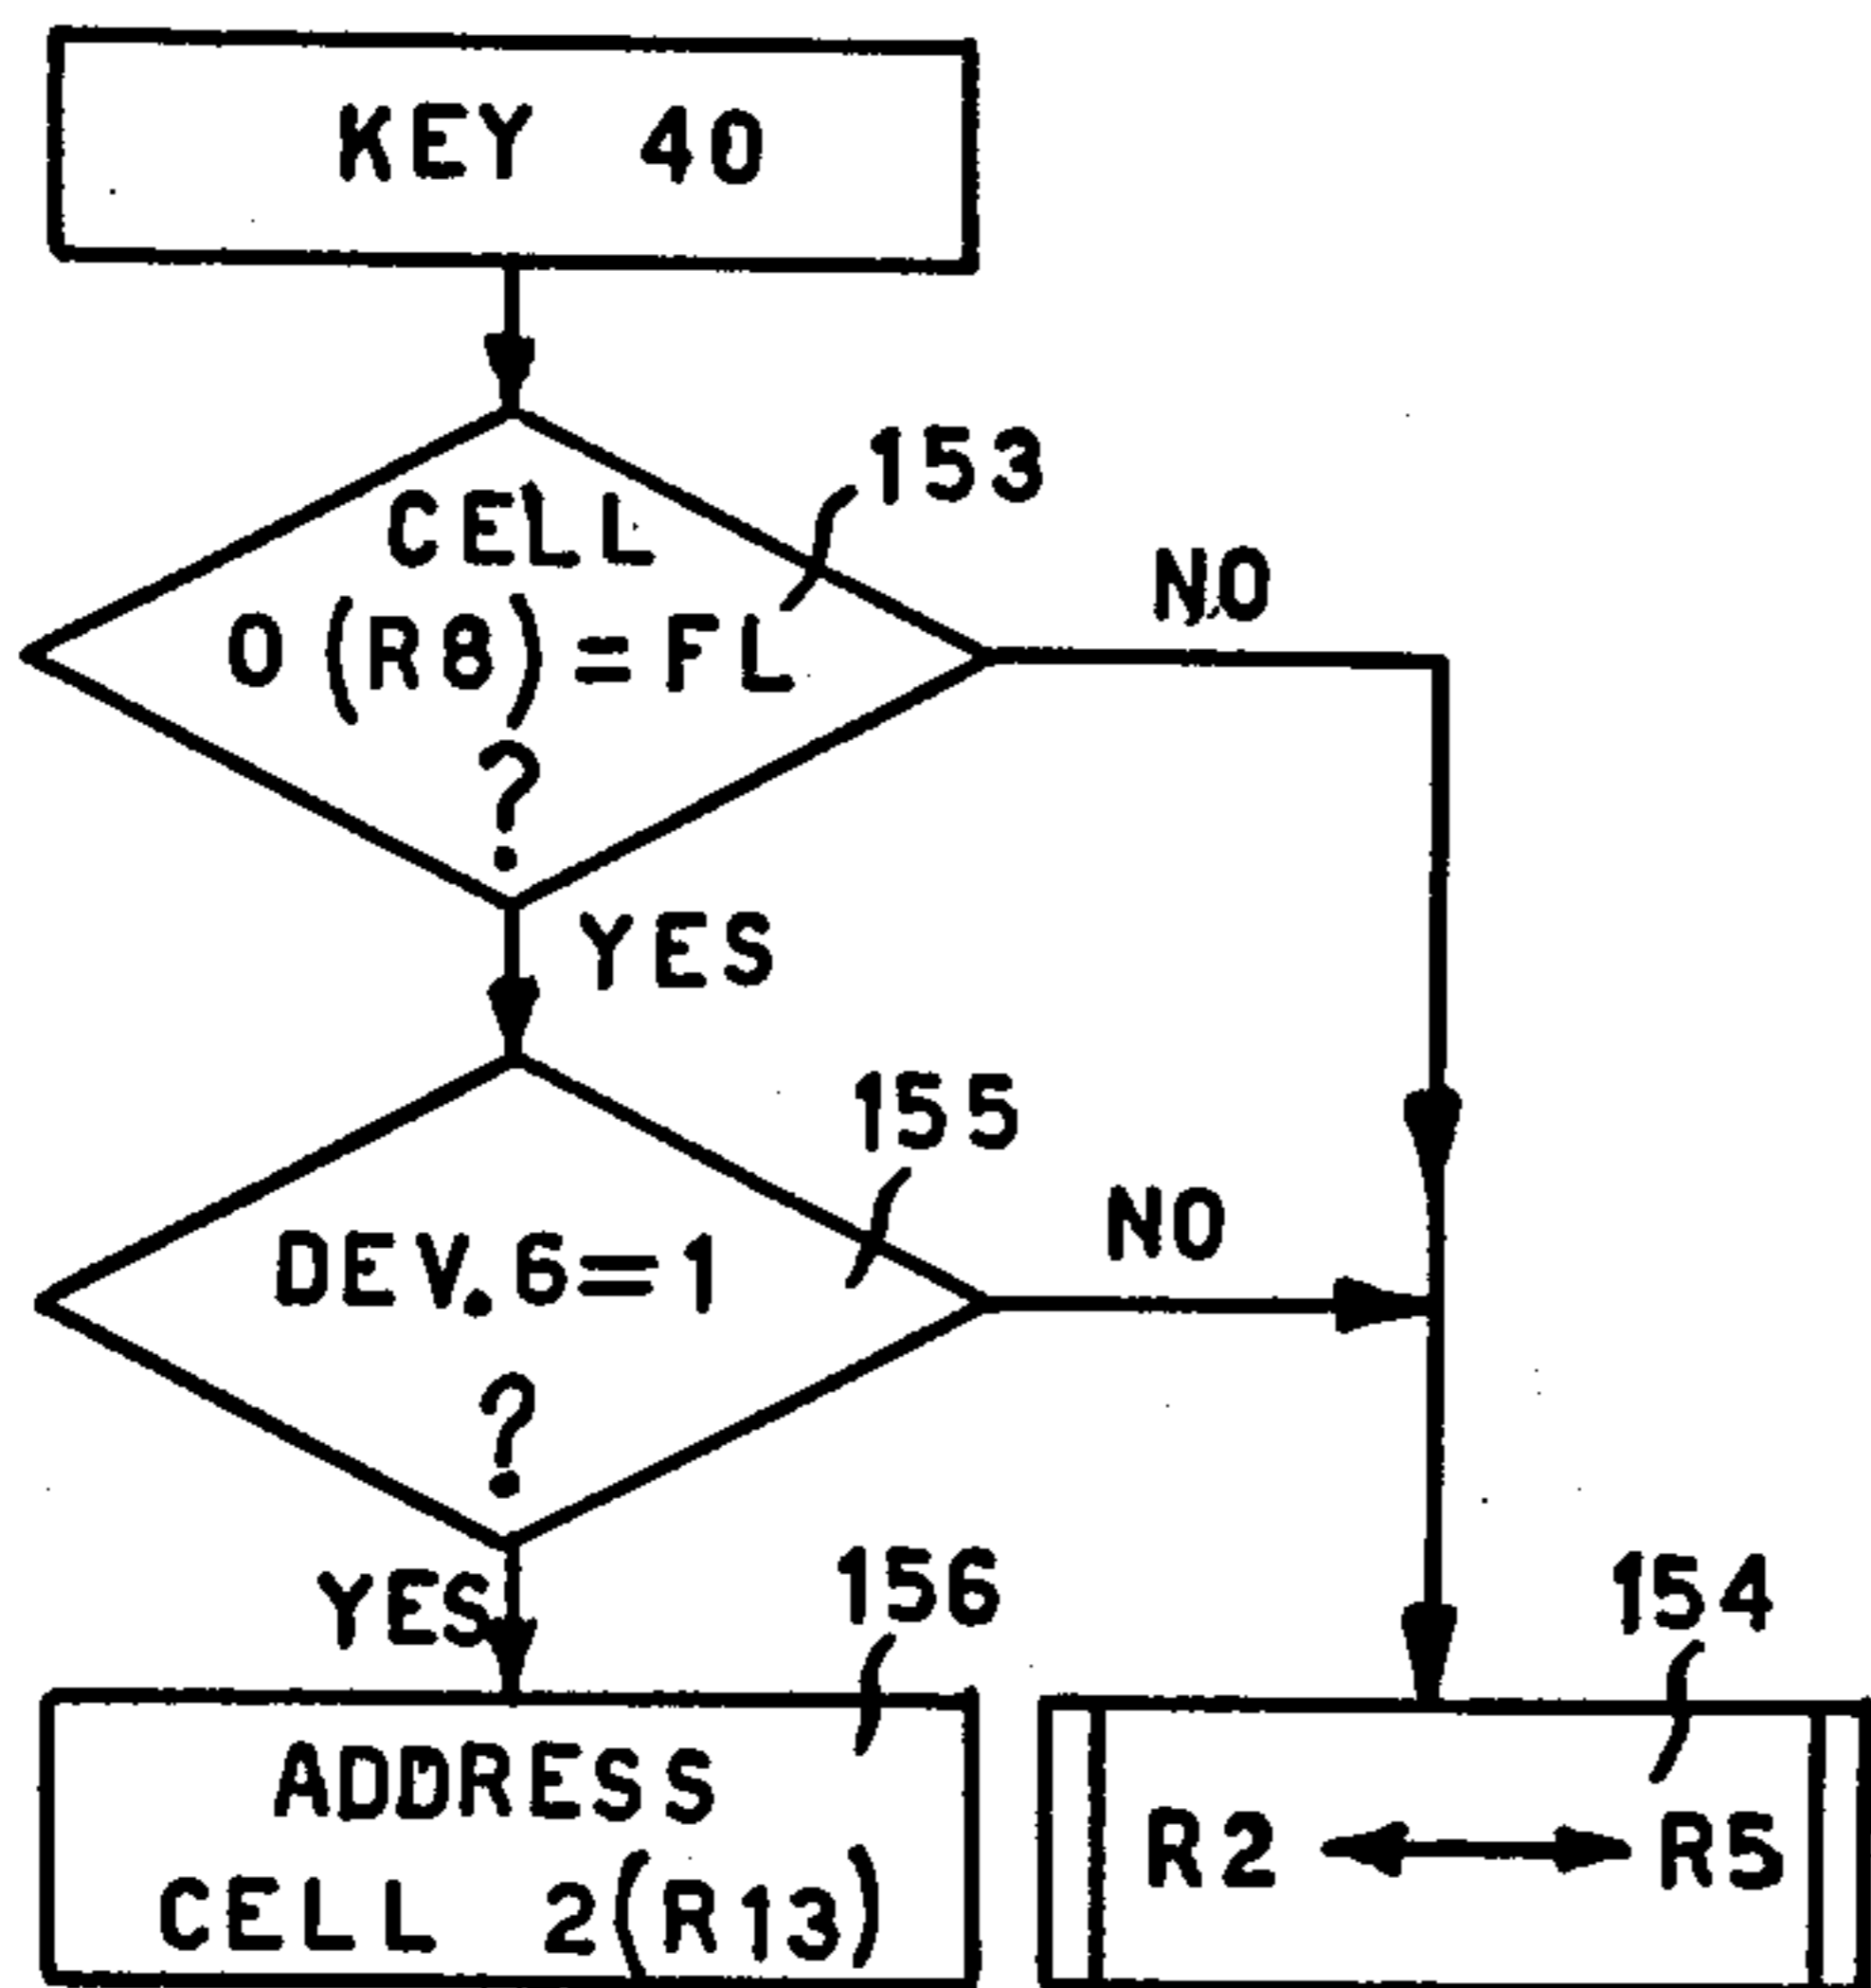 KEY 40
153
CELL
0 (R8) = FL
?
NO
YES
155
DEV. 6=1
?
NO
YES
156
154
ADDRESS
CELL 2(R13)
R2 ⟷ R5